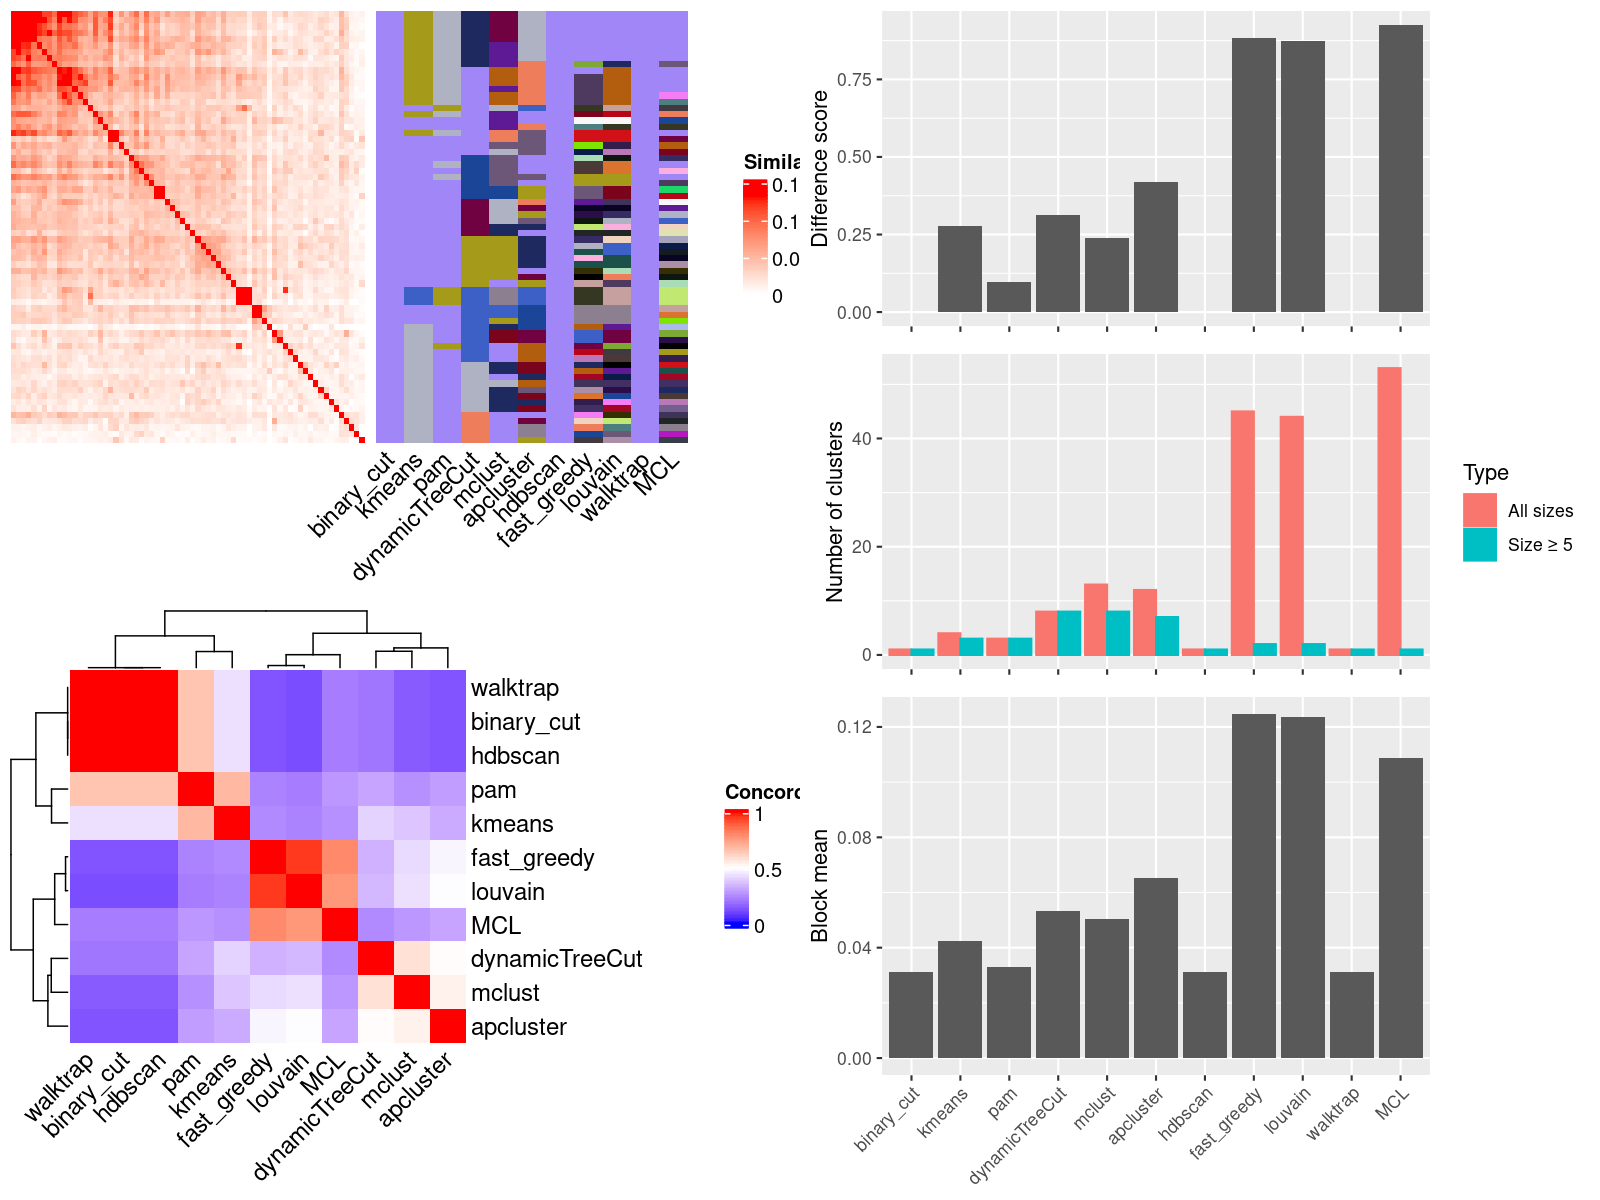 Simila
0.1
0.1
0.0
0
binary_cut
kmeans
pam
dynamicTreeCut
mclust
apcluster
hdbscan
fast_greedy
louvain
walktrap
MCL
walktrap
binary_cut
hdbscan
pam
kmeans
fast_greedy
louvain
MCL
dynamicTreeCut
mclust
apcluster
walktrap
binary_cut
hdbscan
pam
kmeans
fast_greedy
louvain
MCL
dynamicTreeCut
mclust
apcluster
Concord
1
0.5
0
Difference score
0.75
0.50
0.25
0.00
Number of clusters
40
20
0
Type
All sizes
Size ≥ 5
Block mean
0.12
0.08
0.04
0.00
binary_cut
kmeans
pam
dynamicTreeCut
mclust
apcluster
hdbscan
fast_greedy
louvain
walktrap
MCL